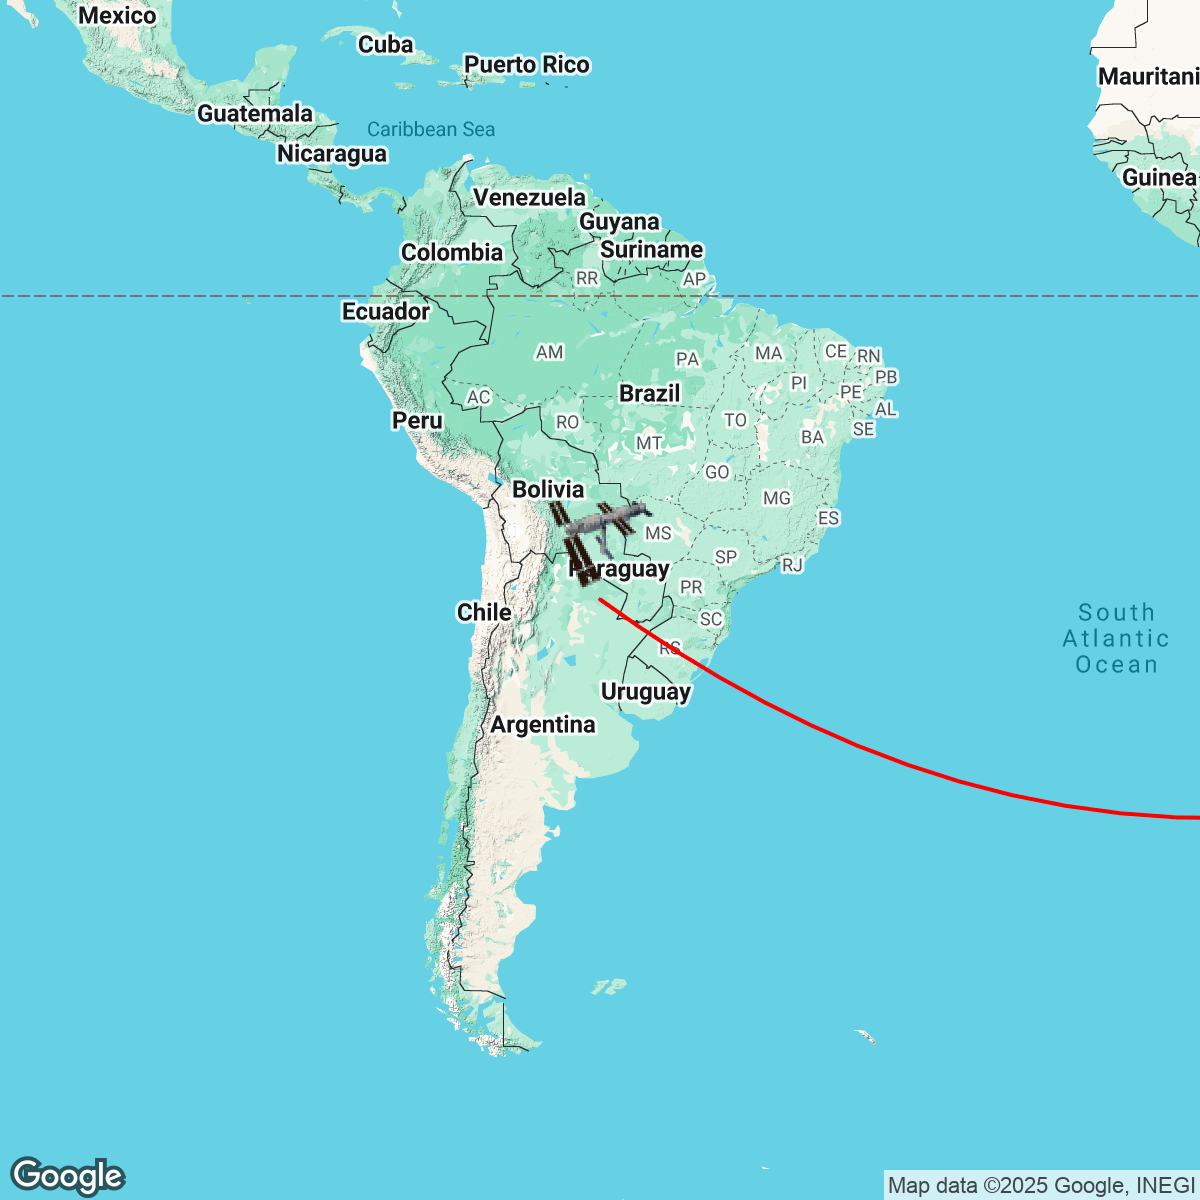 Mexico
Cuba
Puerto Rico
Mauritani
Guatemala
Caribbean Sea
Nicaragua
Guinea
Venezuela
Guyana
Colombia
Suriname
RR
AP
Ecuador
AM
PA
MA
CE
RN
PI
PB
PE
AC
Brazil
AL
Peru
RO
TO
SE
MT
BA
GO
Bolivia
MG
ES
MS
SP
RJ
raguay
PR
Chile
SC
South
Atlantic
Ocean
RS
Uruguay
Argentina
Google
Map data ©2025 Google, INEGI